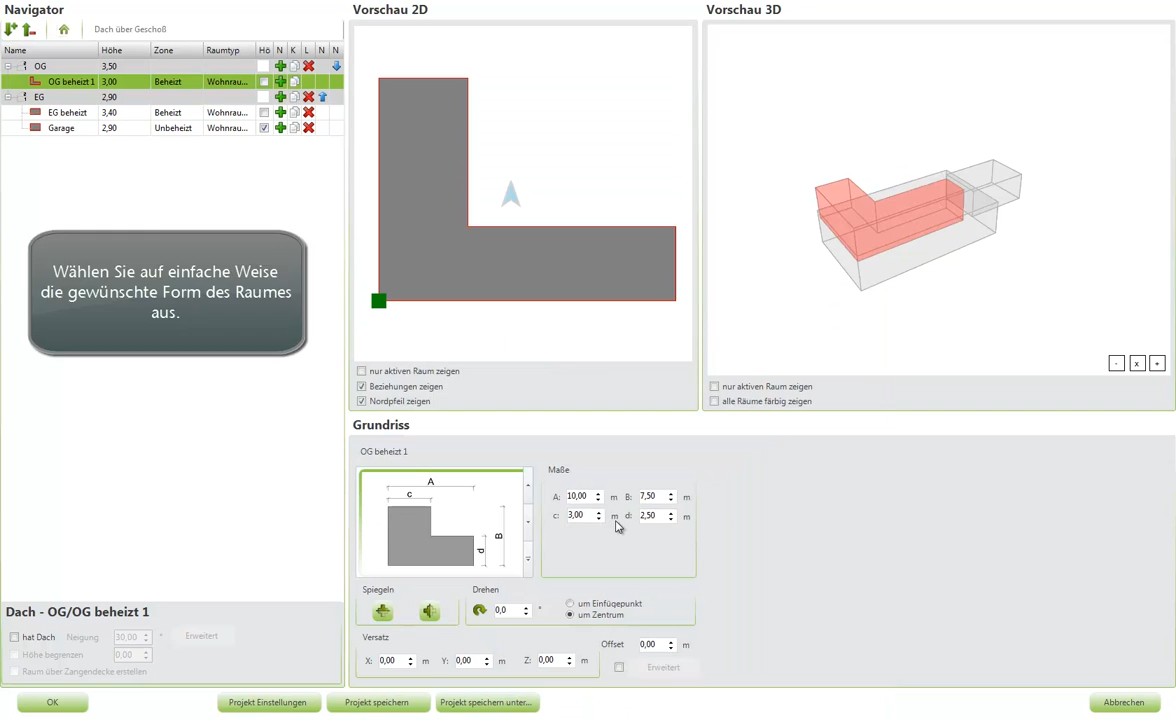 Navigator
Dach über Geschoß
Name Höhe Zone Raumtyp Hö N K L N N
OG 3,50
OG beheizt 1 3,00 Beheizt Wohnrau...
EG 2,90
EG beheizt 3,40 Beheizt Wohnrau...
Garage 2,90 Unbeheizt Wohnrau...
Wählen Sie auf einfache Weise
die gewünschte Form des Raumes
aus.
Dach - OG/OG beheizt 1
hat Dach Neigung 30,00 ° Erweitert
Höhe begrenzen 0,00
Raum über Zangendecke erstellen
Vorschau 2D
nur aktiven Raum zeigen
Beziehungen zeigen
Nordpfeil zeigen
Vorschau 3D
- x +
nur aktiven Raum zeigen
alle Räume färbig zeigen
Grundriss
OG beheizt 1
A
c
B
d
Maße
A: 10,00 m B: 7,50 m
c: 3,00 m d: 2,50 m
Spiegeln
Drehen
0,0 °
um Einfügepunkt
um Zentrum
Versatz
X: 0,00 m Y: 0,00 m Z: 0,00 m
Offset 0,00 m
Erweitert
OK Projekt Einstellungen Projekt speichern Projekt speichern unter... Abbrechen